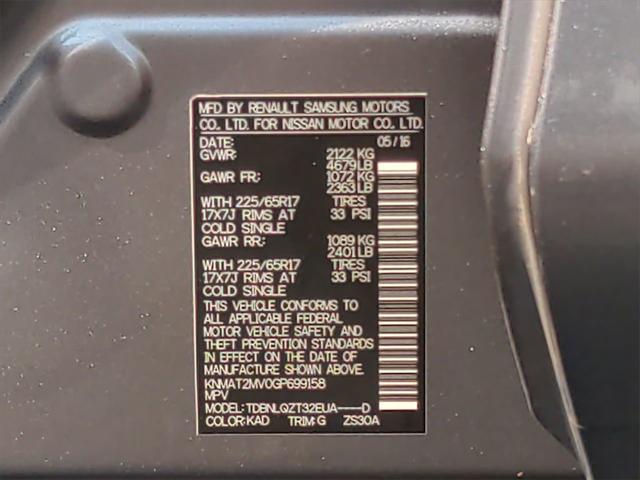 MFD BY RENAULT SAMSUNG MOTORS
CO., LTD. FOR NISSAN MOTOR CO., LTD.
DATE: 05/16
GVWR: 2122 KG
4679 LB
GAWR FR: 1072 KG
2363 LB
WITH 225/65R17 TIRES
17X7J RIMS AT 33 PSI
COLD SINGLE
GAWR RR: 1089 KG
2401 LB
WITH 225/65R17 TIRES
17X7J RIMS AT 33 PSI
COLD SINGLE
THIS VEHICLE CONFORMS TO
ALL APPLICABLE FEDERAL
MOTOR VEHICLE SAFETY AND
THEFT PREVENTION STANDARDS
IN EFFECT ON THE DATE OF
MANUFACTURE SHOWN ABOVE.
KNMAT2MV0GP699158
MPV
MODEL: TDBNLQZT32EUA----D
COLOR: KAD TRIM: G ZS30A